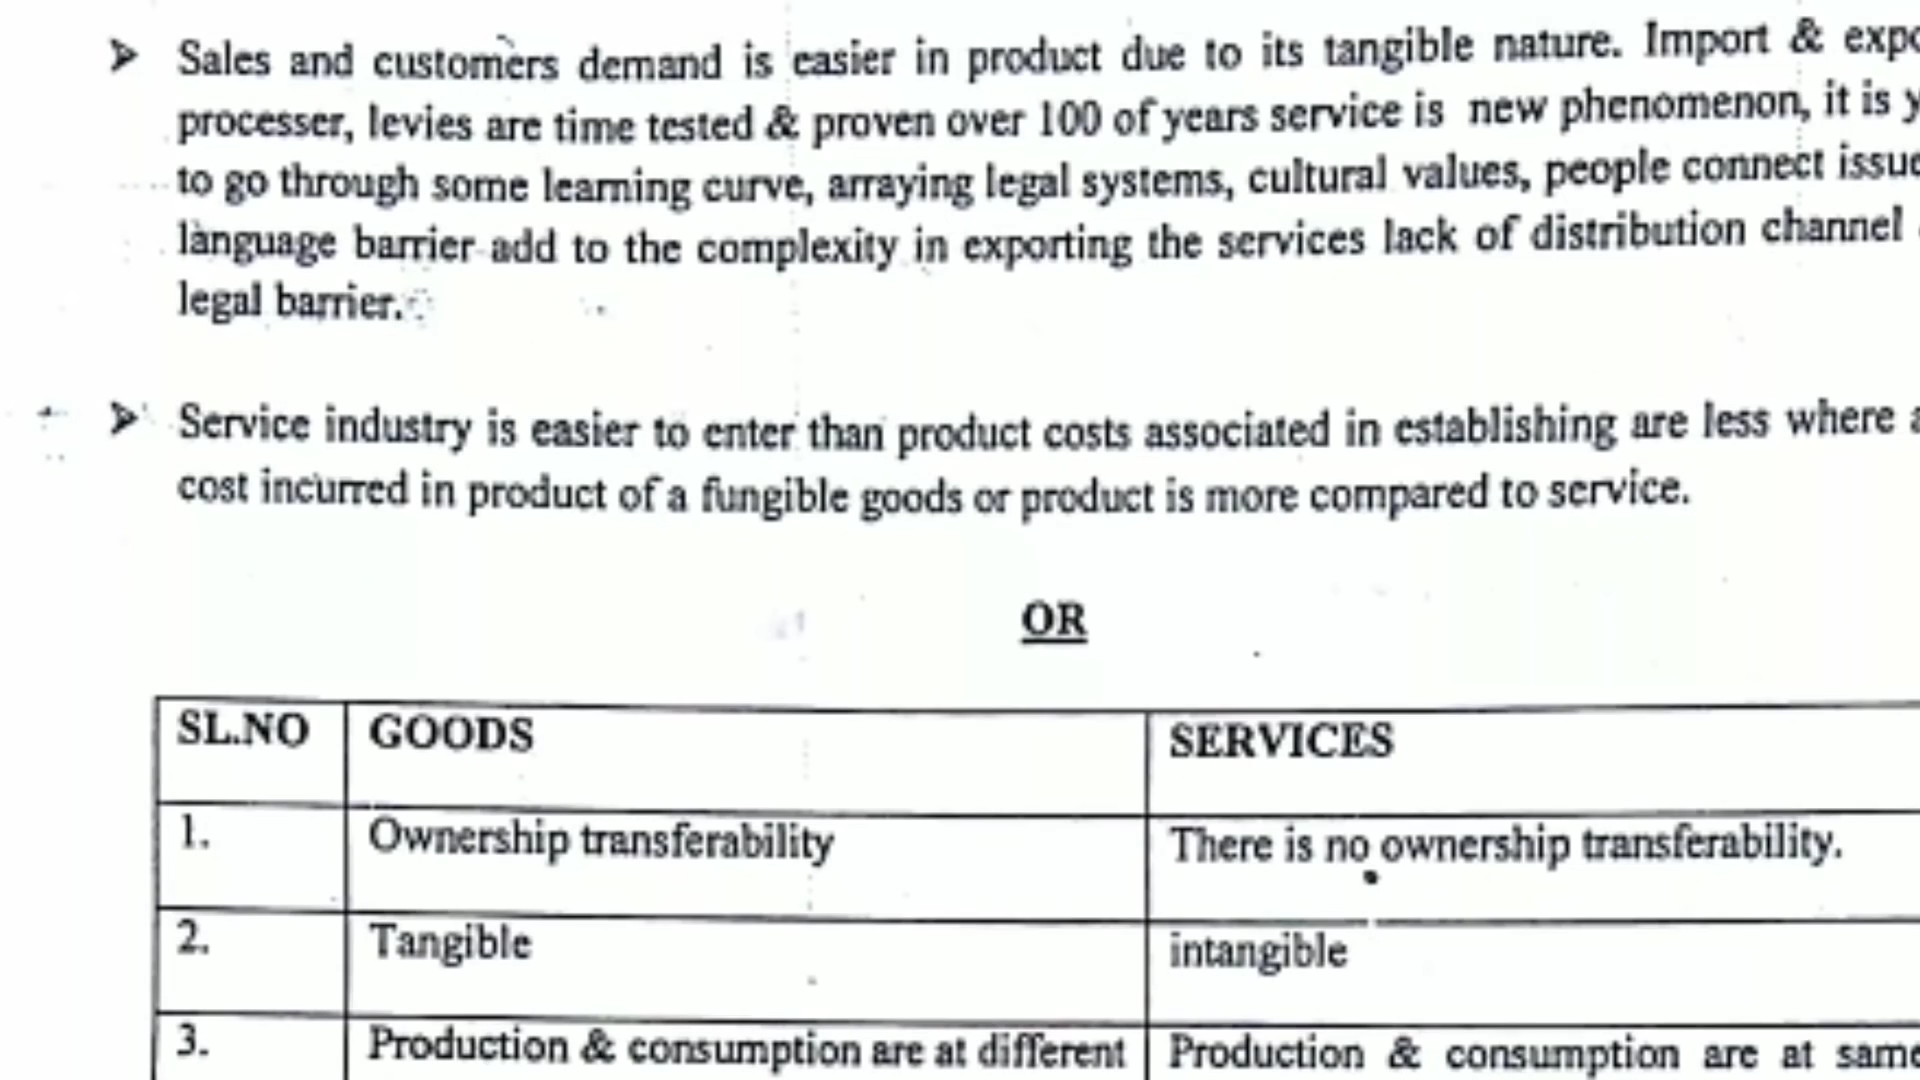 ➤ Sales and customers demand is easier in product due to its tangible nature. Import &
processer, levies are time tested & proven over 100 of years service is new phenomenon, it is
to go through some learning curve, arraying legal systems, cultural values, people connect
language barrier add to the complexity in exporting the services lack of distribution channel
legal barrier.
➤ Service industry is easier to enter than product costs associated in establishing are less where
cost incurred in product of a fungible goods or product is more compared to service.
OR
SL.NO GOODS SERVICES
1. Ownership transferability There is no ownership transferability.
2. Tangible intangible
3. Production & consumption are at different Production & consumption are at same